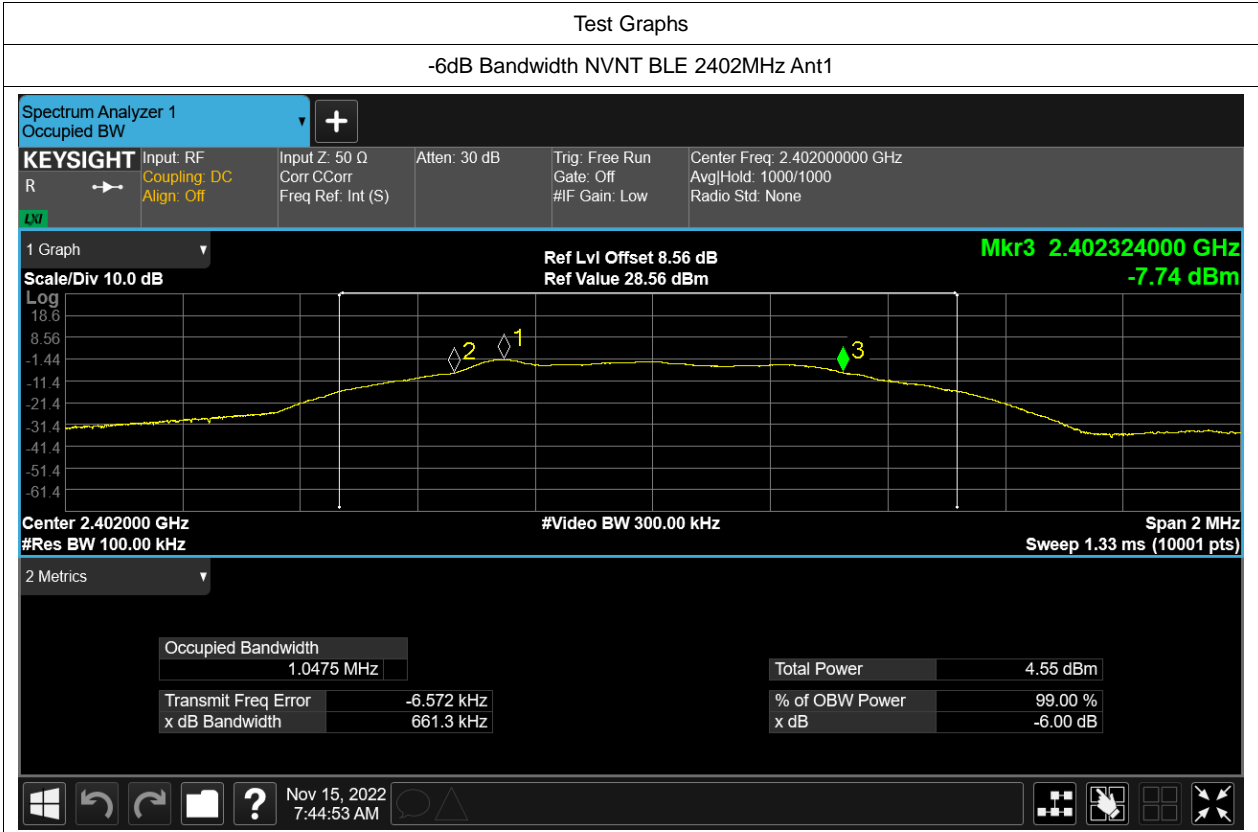 Test Graphs
-6dB Bandwidth NVNT BLE 2402MHz Ant1
Spectrum Analyzer 1
Occupied BW
KEYSIGHT
R
LXI
Input: RF
Coupling: DC
Align: Off
Input Z: 50 Ω
Corr CCorr
Freq Ref: Int (S)
Atten: 30 dB
Trig: Free Run
Gate: Off
#IF Gain: Low
Center Freq: 2.402000000 GHz
Avg|Hold: 1000/1000
Radio Std: None
1 Graph
Scale/Div 10.0 dB
Ref Lvl Offset 8.56 dB
Ref Value 28.56 dBm
Mkr3 2.402324000 GHz
-7.74 dBm
Log
18.6
8.56
-1.44
-11.4
-21.4
-31.4
-41.4
-51.4
-61.4
2
1
3
Center 2.402000 GHz
#Res BW 100.00 kHz
#Video BW 300.00 kHz
Span 2 MHz
Sweep 1.33 ms (10001 pts)
2 Metrics
Occupied Bandwidth
1.0475 MHz
Transmit Freq Error -6.572 kHz
x dB Bandwidth 661.3 kHz
Total Power 4.55 dBm
% of OBW Power 99.00 %
x dB -6.00 dB
?
Nov 15, 2022
7:44:53 AM